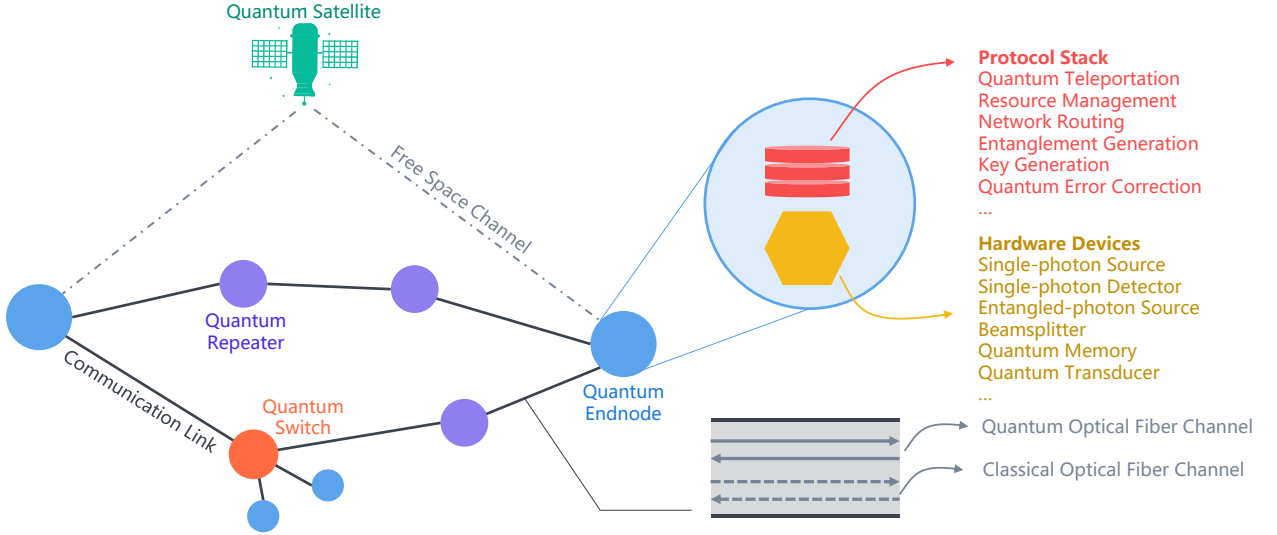 Quantum Satellite
Free Space Channel
Quantum
Repeater
Communication Link
Quantum
Switch
Quantum
Endnode
Protocol Stack
Quantum Teleportation
Resource Management
Network Routing
Entanglement Generation
Key Generation
Quantum Error Correction
...
Hardware Devices
Single-photon Source
Single-photon Detector
Entangled-photon Source
Beamsplitter
Quantum Memory
Quantum Transducer
...
Quantum Optical Fiber Channel
Classical Optical Fiber Channel